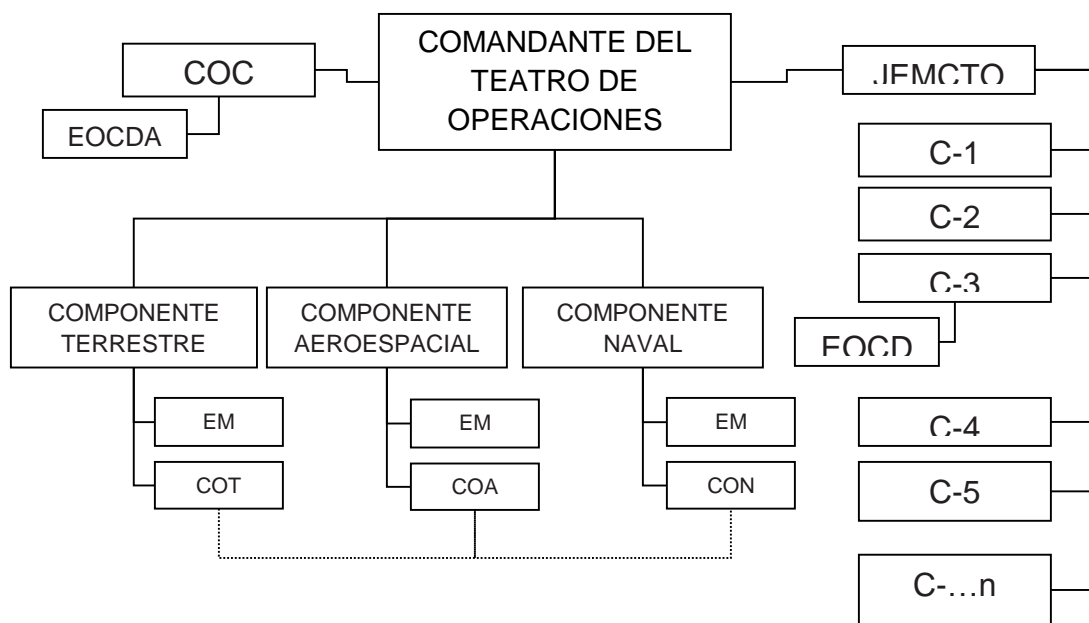 COMANDANTE DEL
TEATRO DE
OPERACIONES
COC
EOCDA
JEMCTO
C-1
C-2
C-3
EOCD
C-4
C-5
C-…n
COMPONENTE
TERRESTRE
COMPONENTE
AEROESPACIAL
COMPONENTE
NAVAL
EM
EM
EM
COT
COA
CON